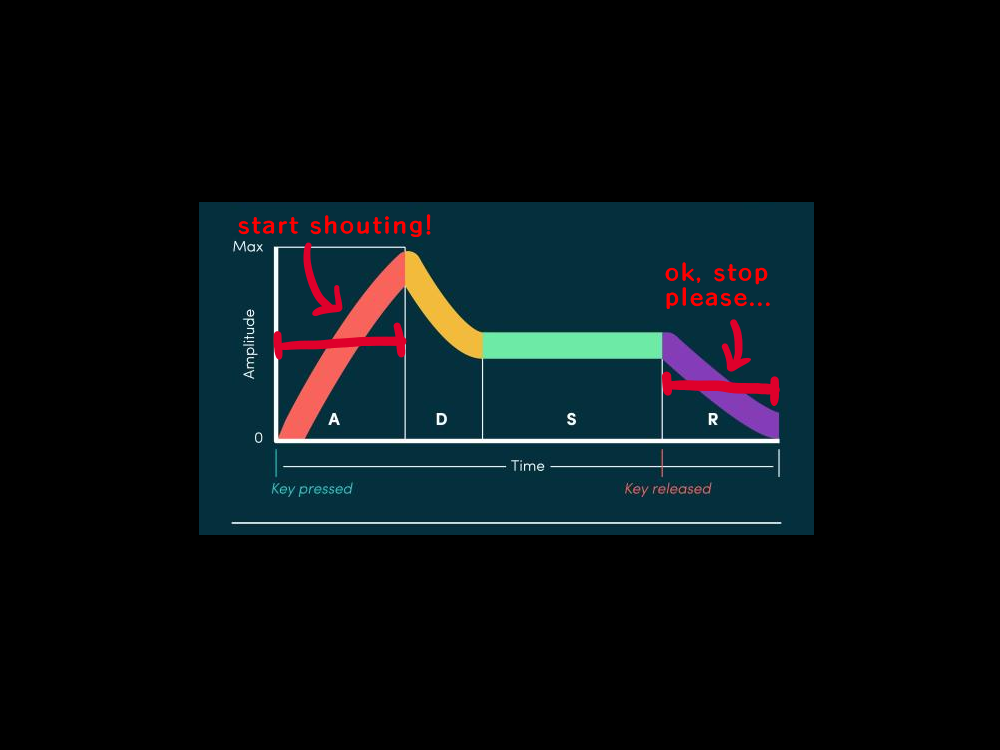 start shouting!
Max
ok, stop
please...
Amplitude
A
D
S
R
0
Time
Key pressed
Key released